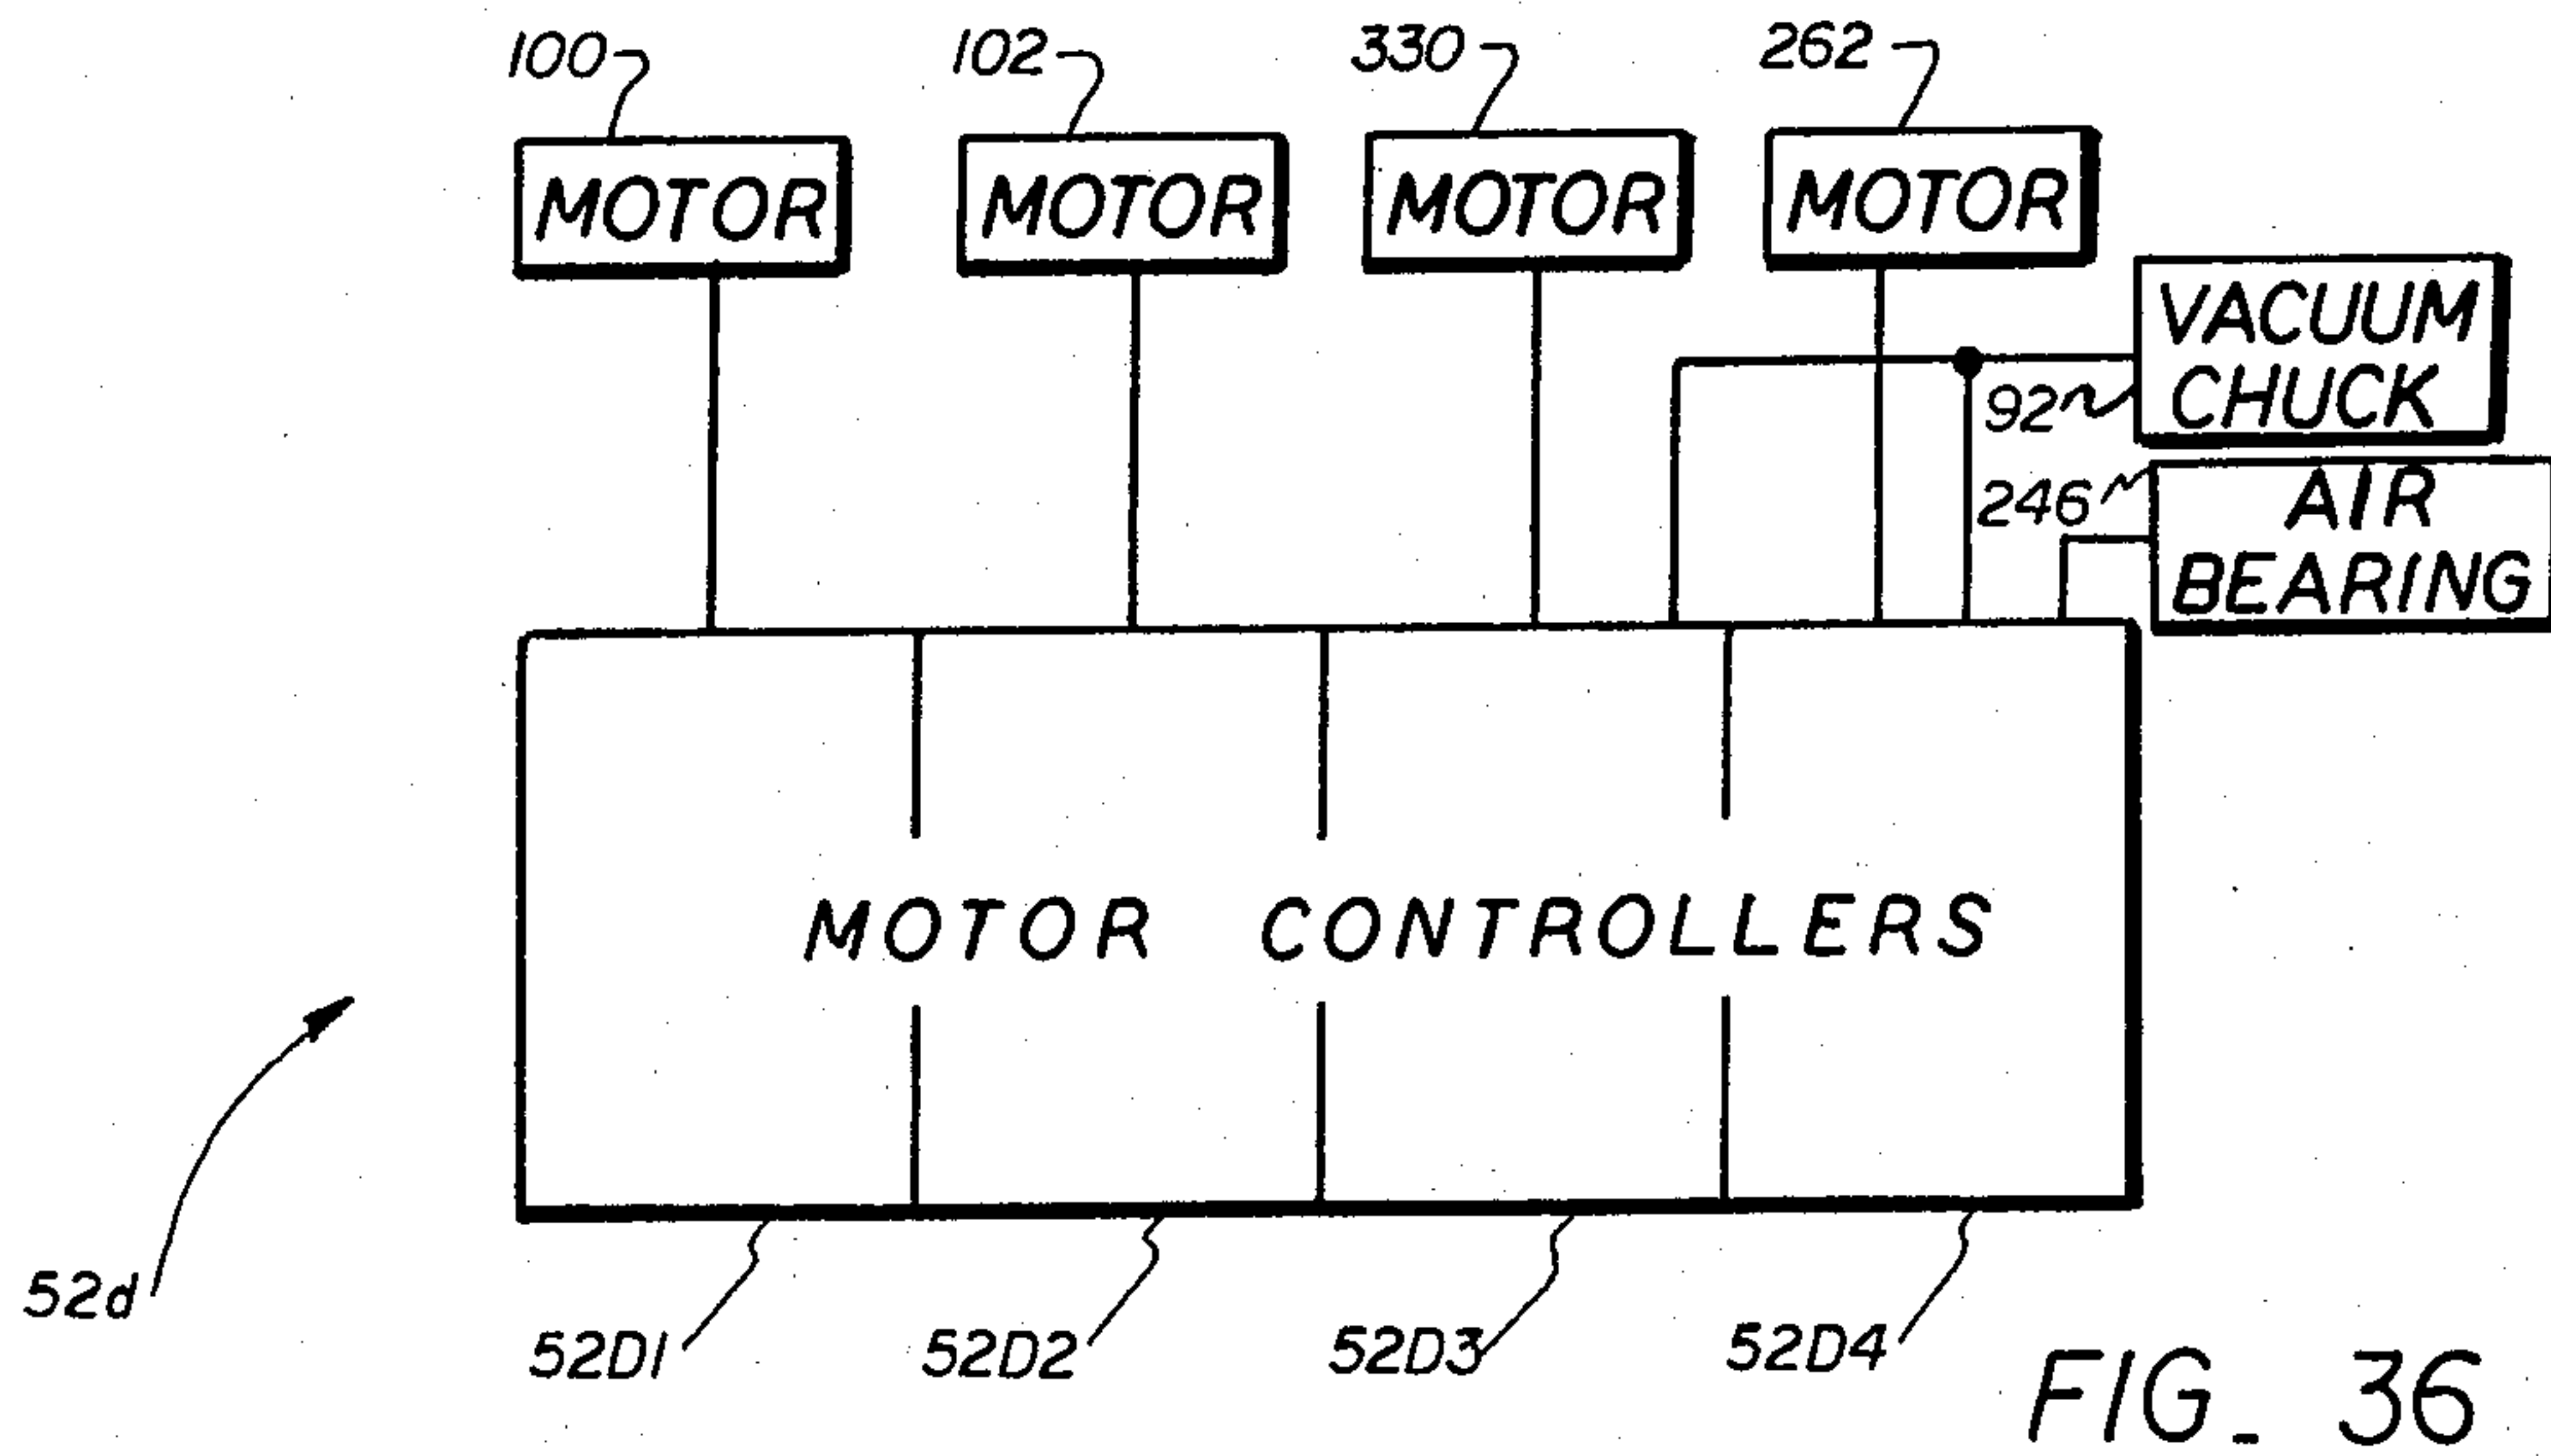 100 102 330 262
MOTOR MOTOR MOTOR MOTOR
VACUUM
CHUCK
92
246
AIR
BEARING
MOTOR CONTROLLERS
52d
52D1 52D2 52D3 52D4
FIG_ 36